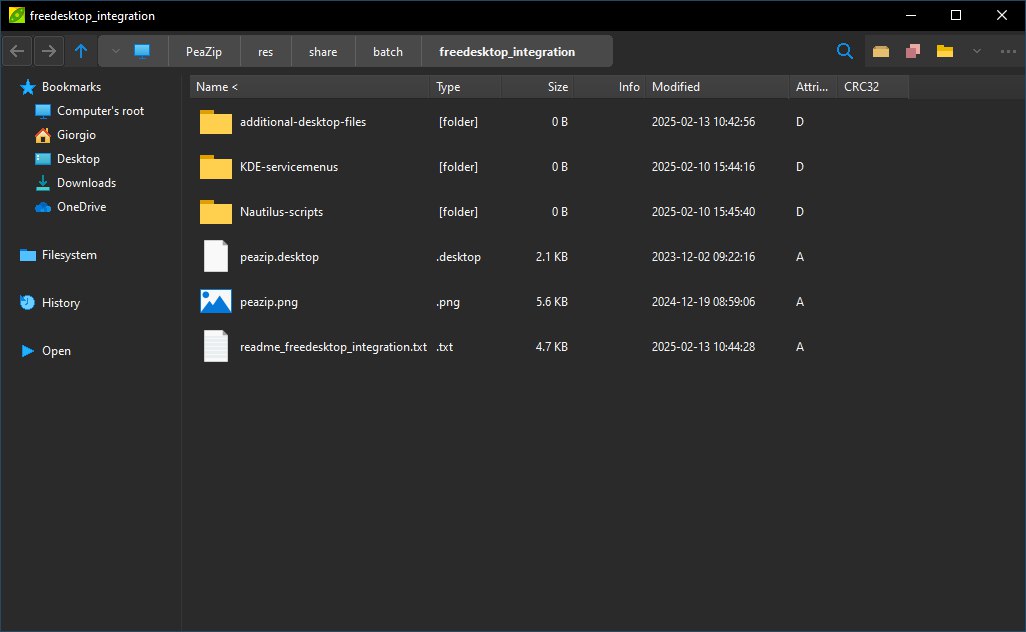 freedesktop_integration
PeaZip res share batch freedesktop_integration
Bookmarks
Computer's root
Giorgio
Desktop
Downloads
OneDrive
Filesystem
History
Open
Name < Type Size Info Modified Attri... CRC32
additional-desktop-files [folder] 0 B 2025-02-13 10:42:56 D
KDE-servicemenus [folder] 0 B 2025-02-10 15:44:16 D
Nautilus-scripts [folder] 0 B 2025-02-10 15:45:40 D
peazip.desktop .desktop 2.1 KB 2023-12-02 09:22:16 A
peazip.png .png 5.6 KB 2024-12-19 08:59:06 A
readme_freedesktop_integration.txt .txt 4.7 KB 2025-02-13 10:44:28 A